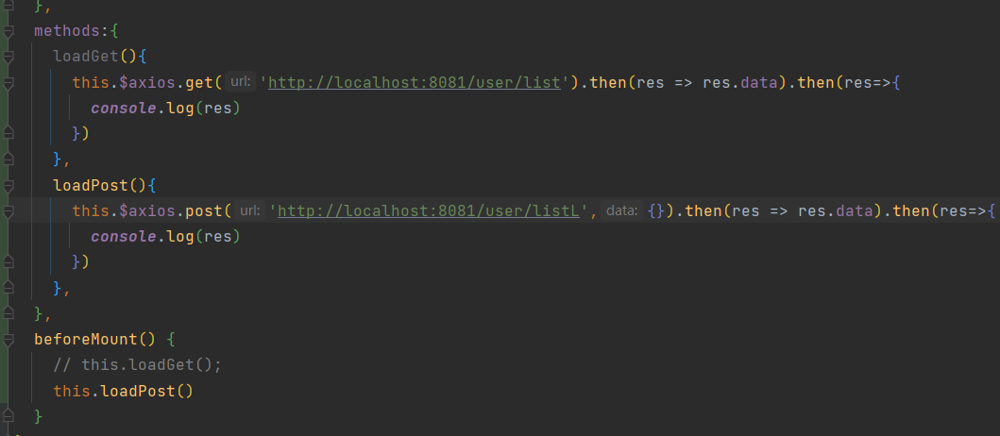 },
methods:{
loadGet(){
this.$axios.get( url: 'http://localhost:8081/user/list').then(res => res.data).then(res=>{
console.log(res)
})
},
loadPost(){
this.$axios.post( url: 'http://localhost:8081/user/listL', data: {}).then(res => res.data).then(res=>{
console.log(res)
})
},
},
beforeMount() {
// this.loadGet();
this.loadPost()
}